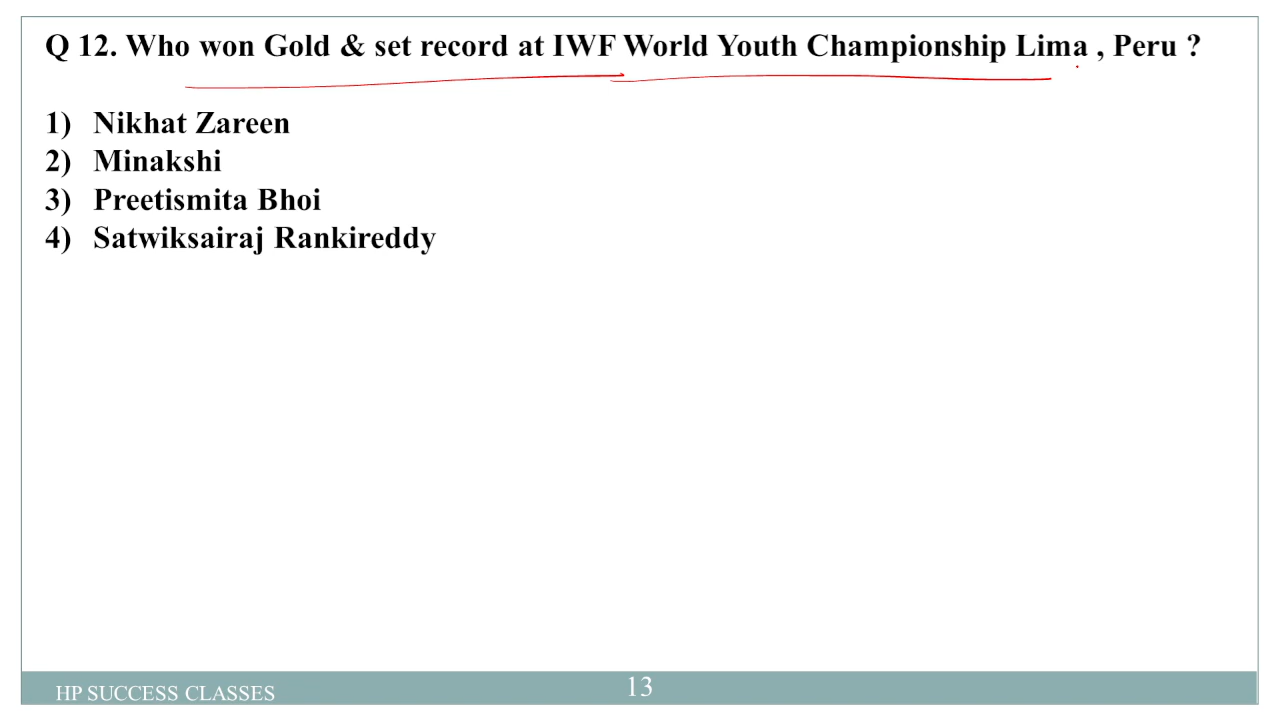 Q 12. Who won Gold & set record at IWF World Youth Championship Lima , Peru ?
1) Nikhat Zareen
2) Minakshi
3) Preetismita Bhoi
4) Satwiksairaj Rankireddy
HP SUCCESS CLASSES 13